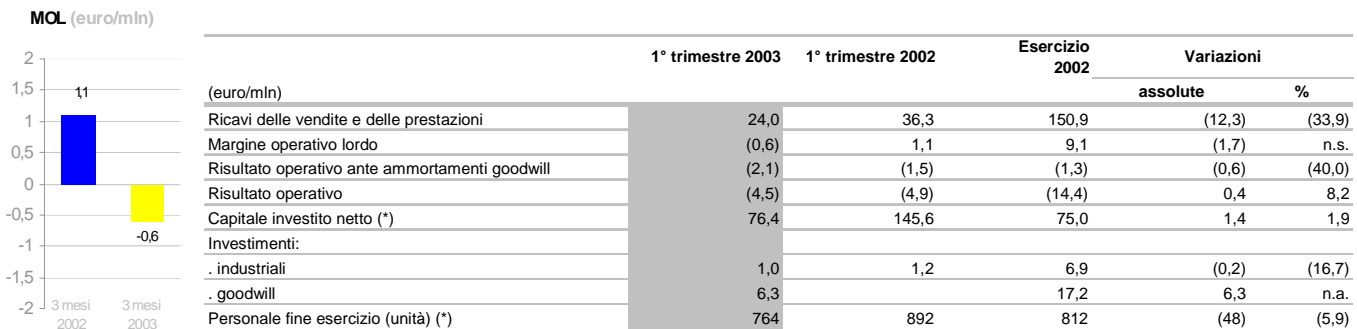 MOL (euro/mln)
2
1,5
1
0,5
0
-0,5
-1
-1,5
-2
1,1
-0,6
3 mesi 2002
3 mesi 2003
1° trimestre 2003 1° trimestre 2002 Esercizio 2002 Variazioni
(euro/mln) assolute %
Ricavi delle vendite e delle prestazioni 24,0 36,3 150,9 (12,3) (33,9)
Margine operativo lordo (0,6) 1,1 9,1 (1,7) n.s.
Risultato operativo ante ammortamenti goodwill (2,1) (1,5) (1,3) (0,6) (40,0)
Risultato operativo (4,5) (4,9) (14,4) 0,4 8,2
Capitale investito netto (*) 76,4 145,6 75,0 1,4 1,9
Investimenti:
. industriali 1,0 1,2 6,9 (0,2) (16,7)
. goodwill 6,3 17,2 6,3 n.a.
Personale fine esercizio (unità) (*) 764 892 812 (48) (5,9)